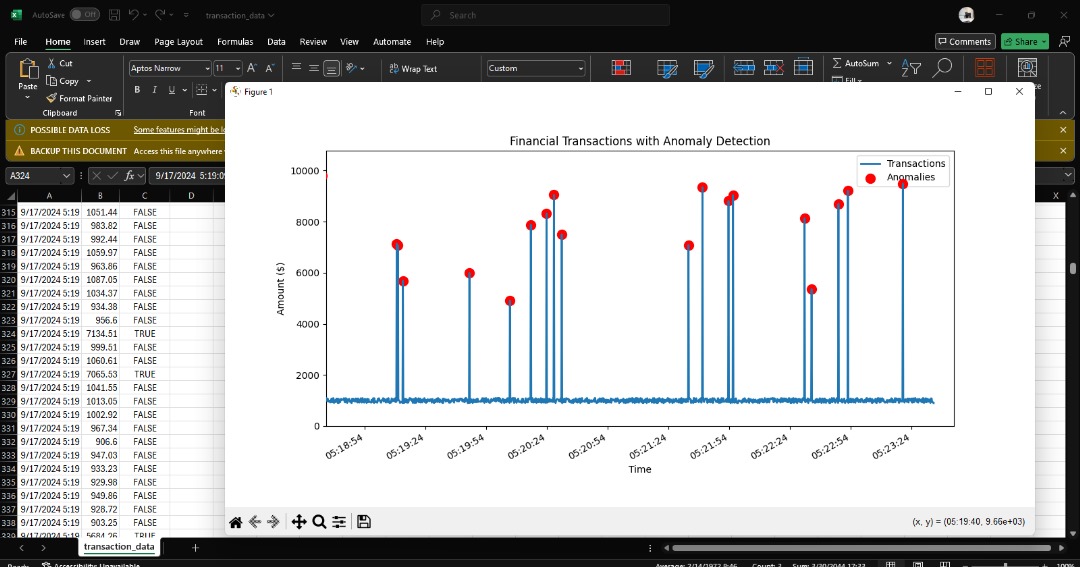 AutoSave Off transaction_data Search
File Home Insert Draw Page Layout Formulas Data Review View Automate Help Comments Share
Cut
Copy
Format Painter
Paste
Clipboard
Aptos Narrow 11 A A
B I U
Font
ab Wrap Text
Custom
AutoSum
Fill
POSSIBLE DATA LOSS Some features might be
BACKUP THIS DOCUMENT Access this file anywhere
A324 fx
A B C D X
315 9/17/2024 5:19 1051.44 FALSE
316 9/17/2024 5:19 983.82 FALSE
317 9/17/2024 5:19 992.44 FALSE
318 9/17/2024 5:19 1059.97 FALSE
319 9/17/2024 5:19 963.86 FALSE
320 9/17/2024 5:19 1087.05 FALSE
321 9/17/2024 5:19 1034.37 FALSE
322 9/17/2024 5:19 934.38 FALSE
323 9/17/2024 5:19 956.6 FALSE
324 9/17/2024 5:19 7134.51 TRUE
325 9/17/2024 5:19 999.51 FALSE
326 9/17/2024 5:19 1060.61 FALSE
327 9/17/2024 5:19 7065.53 TRUE
328 9/17/2024 5:19 1041.55 FALSE
329 9/17/2024 5:19 1013.05 FALSE
330 9/17/2024 5:19 1002.92 FALSE
331 9/17/2024 5:19 967.34 FALSE
332 9/17/2024 5:19 906.6 FALSE
333 9/17/2024 5:19 947.03 FALSE
334 9/17/2024 5:19 933.23 FALSE
335 9/17/2024 5:19 929.98 FALSE
336 9/17/2024 5:19 949.86 FALSE
337 9/17/2024 5:19 928.72 FALSE
338 9/17/2024 5:19 903.25 FALSE
339 9/17/2024 5:19 5684.26 TRUE
Figure 1
Financial Transactions with Anomaly Detection
Transactions
Anomalies
Amount ($)
10000
8000
6000
4000
2000
0
05:18:54 05:19:24 05:19:54 05:20:24 05:20:54 05:21:24 05:21:54 05:22:24 05:22:54 05:23:24
Time
(x, y) = (05:19:40, 9.66e+03)
transaction_data
Ready Accessibility: Unavailable 100%